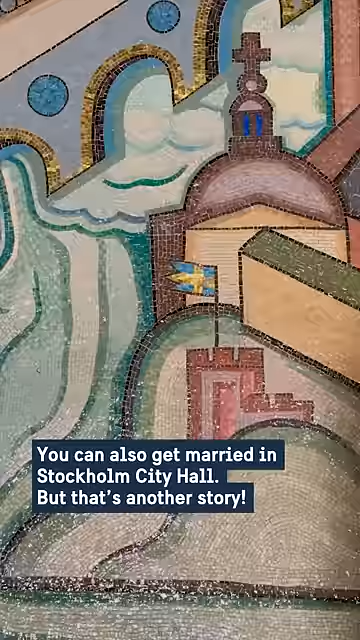 You can also get married in
Stockholm City Hall.
But that's another story!